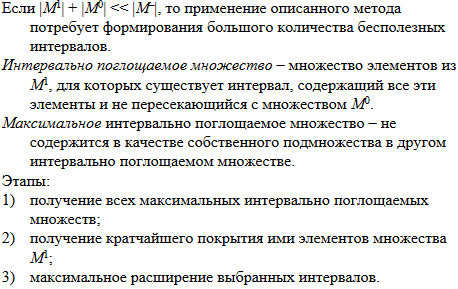 Если |M¹| + |M⁰| << |M⁻|, то применение описанного метода
потребует формирования большого количества бесполезных
интервалов.
Интервально поглощаемое множество – множество элементов из
M¹, для которых существует интервал, содержащий все эти
элементы и не пересекающийся с множеством M⁰.
Максимальное интервально поглощаемое множество – не
содержится в качестве собственного подмножества в другом
интервально поглощаемом множестве.
Этапы:
1) получение всех максимальных интервально поглощаемых
множеств;
2) получение кратчайшего покрытия ими элементов множества
M¹;
3) максимальное расширение выбранных интервалов.